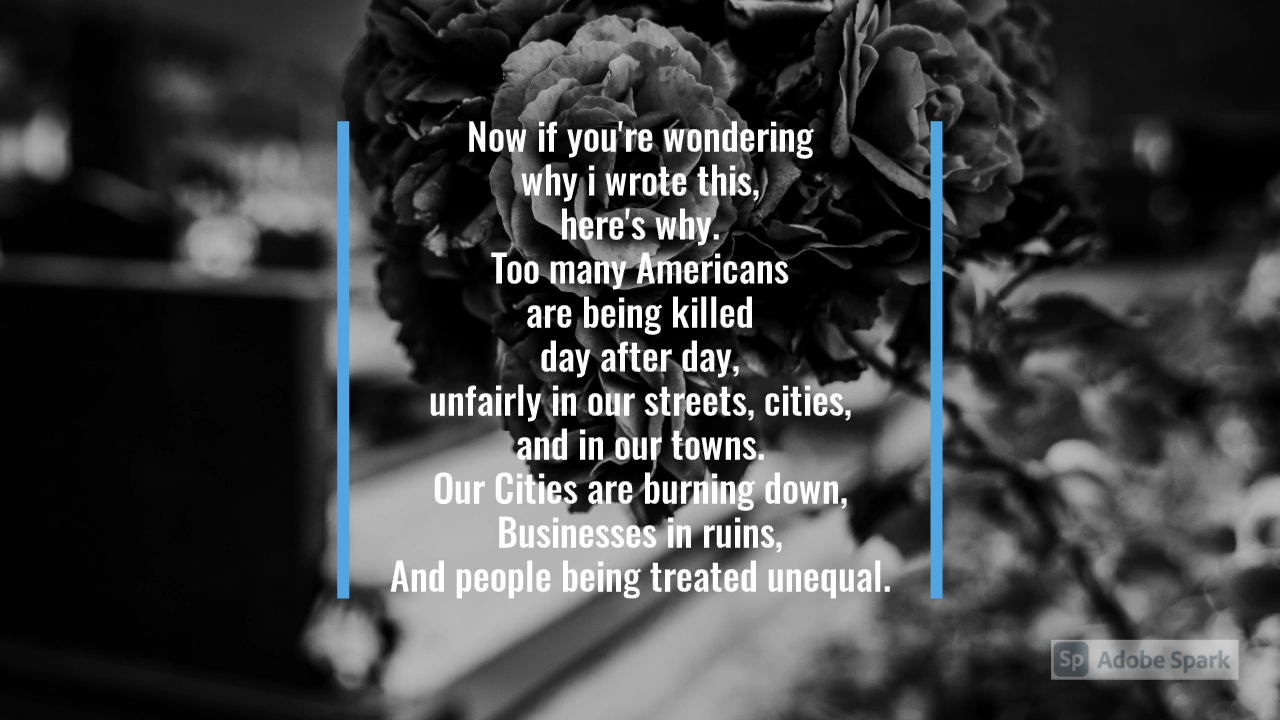 Now if you're wondering
why i wrote this,
here's why.
Too many Americans
are being killed
day after day,
unfairly in our streets, cities,
and in our towns.
Our Cities are burning down,
Businesses in ruins,
And people being treated unequal.
Sp Adobe Spark